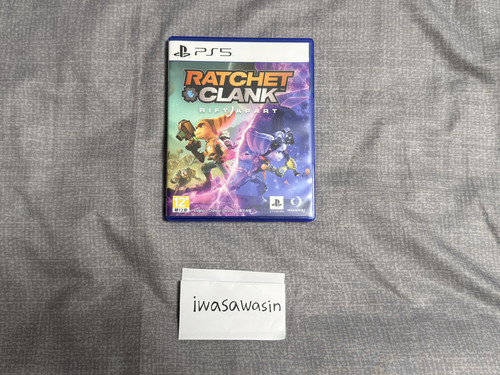 PS5
RATCHET
CLANK
RIFT APART
12+
iwasawasin